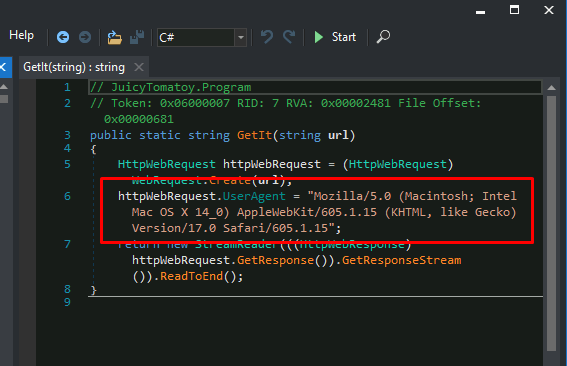 Help
C#
Start
GetIt(string) : string
1 // JuicyTomatoy.Program
2 // Token: 0x06000007 RID: 7 RVA: 0x00002481 File Offset:
0x00000681
3 public static string GetIt(string url)
4 {
5 HttpWebRequest httpWebRequest = (HttpWebRequest)
WebRequest.Create(url);
6 httpWebRequest.UserAgent = "Mozilla/5.0 (Macintosh; Intel
Mac OS X 14_0) AppleWebKit/605.1.15 (KHTML, like Gecko)
Version/17.0 Safari/605.1.15";
7 return new StreamReader(((HttpWebResponse)
httpWebRequest.GetResponse()).GetResponseStream
()).ReadToEnd();
8 }
9